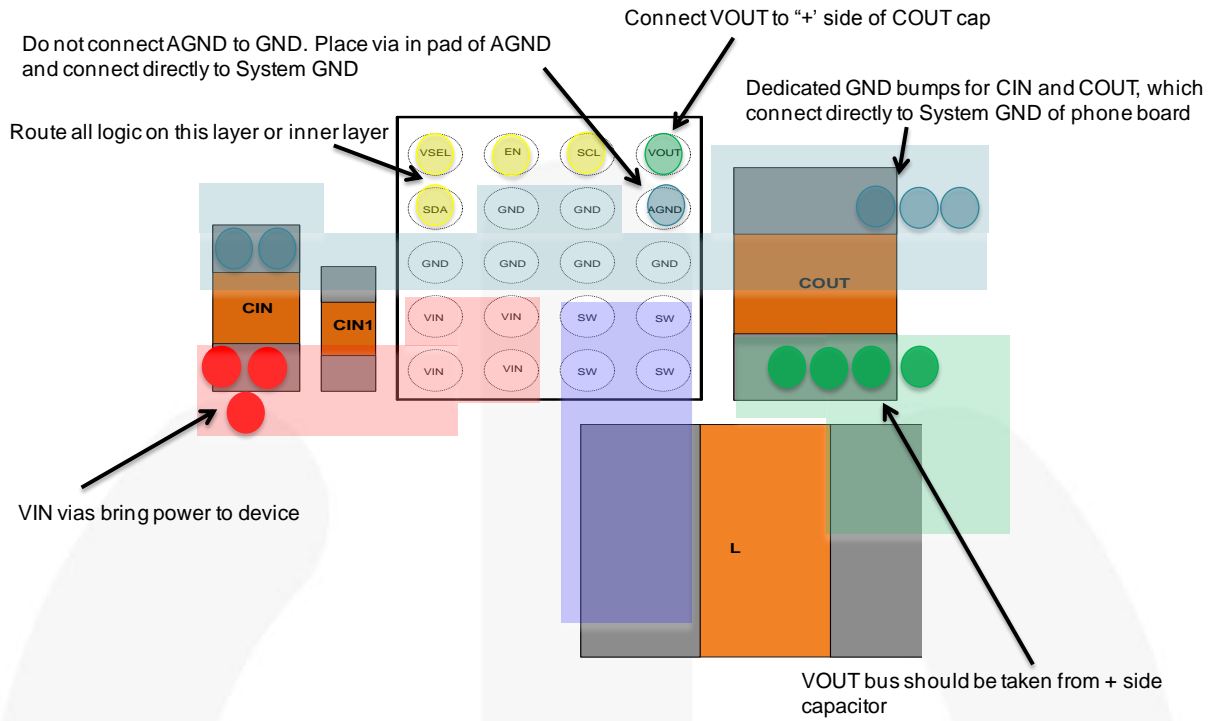 Connect VOUT to “+’ side of COUT cap
Do not connect AGND to GND. Place via in pad of AGND
and connect directly to System GND
Dedicated GND bumps for CIN and COUT, which
connect directly to System GND of phone board
Route all logic on this layer or inner layer
VSEL EN SCL VOUT
SDA GND GND AGND
GND GND GND GND
CIN
COUT
CIN1
VIN VIN SW SW
VIN VIN SW SW
VIN vias bring power to device
L
VOUT bus should be taken from + side
capacitor